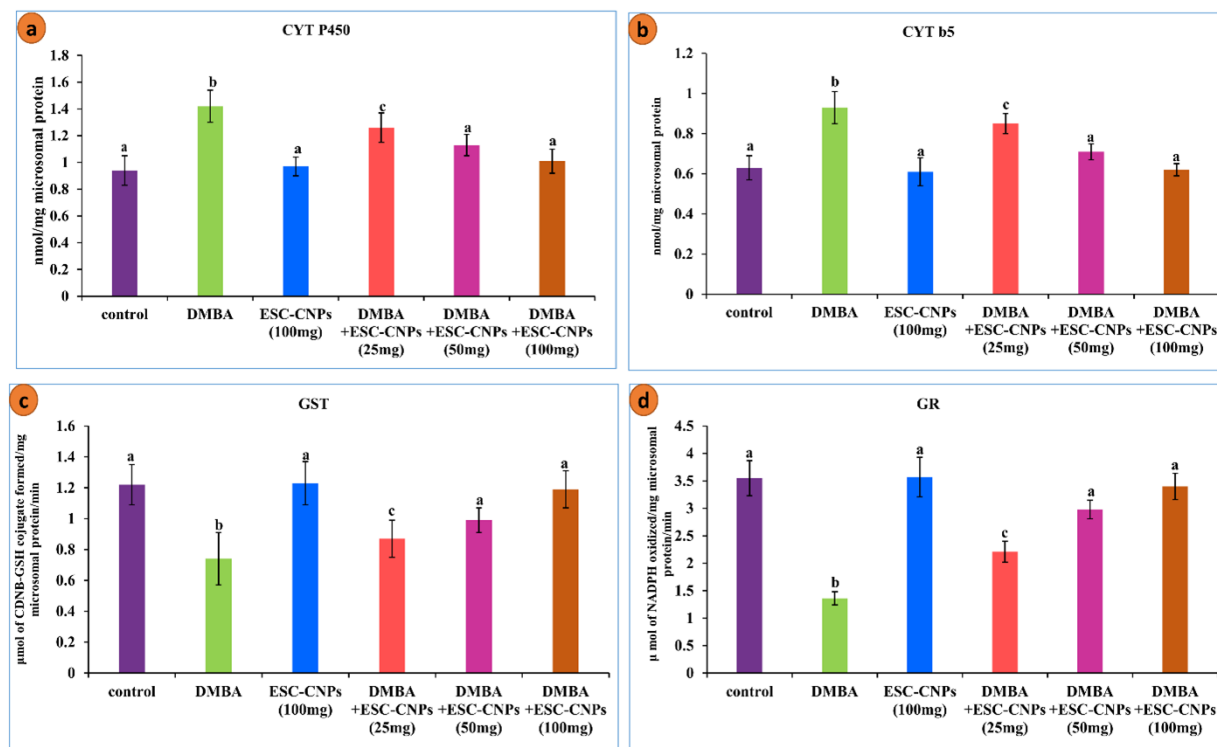 a
CYT P450
nmol/mg microsomal protein
1.8
1.6
1.4
1.2
1
0.8
0.6
0.4
0.2
0
a
b
a
c
a
a
control
DMBA
ESC-CNPs
(100mg)
DMBA
+ESC-CNPs
(25mg)
DMBA
+ESC-CNPs
(50mg)
DMBA
+ESC-CNPs
(100mg)
b
CYT b5
nmol/mg microsomal protein
1.2
1
0.8
0.6
0.4
0.2
0
a
b
a
c
a
a
control
DMBA
ESC-CNPs
(100mg)
DMBA
+ESC-CNPs
(25mg)
DMBA
+ESC-CNPs
(50mg)
DMBA
+ESC-CNPs
(100mg)
c
GST
μmol of CDNB-GSH cojugate formed/mg
microsomal protein/min
1.6
1.4
1.2
1
0.8
0.6
0.4
0.2
0
a
b
a
c
a
a
control
DMBA
ESC-CNPs
(100mg)
DMBA
+ESC-CNPs
(25mg)
DMBA
+ESC-CNPs
(50mg)
DMBA
+ESC-CNPs
(100mg)
d
GR
μ mol of NADPH oxidized/mg microsomal
protein/min
4.5
4
3.5
3
2.5
2
1.5
1
0.5
0
a
b
a
c
a
a
control
DMBA
ESC-CNPs
(100mg)
DMBA
+ESC-CNPs
(25mg)
DMBA
+ESC-CNPs
(50mg)
DMBA
+ESC-CNPs
(100mg)